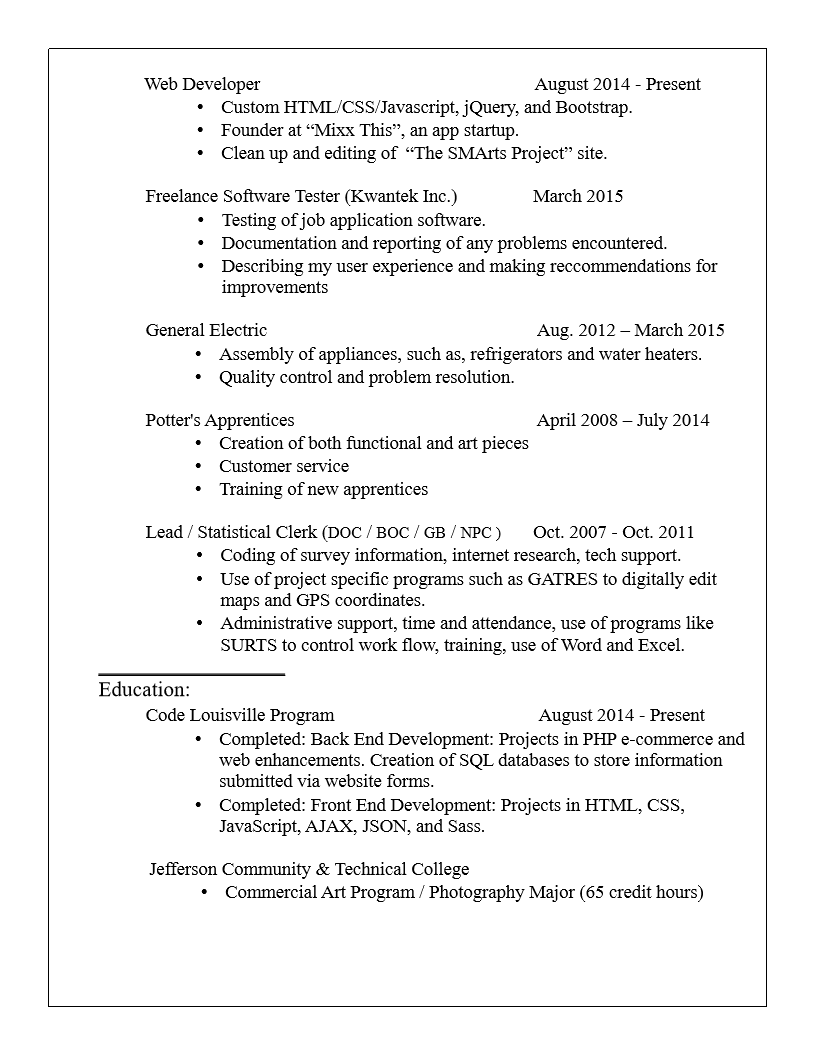 Web Developer August 2014 - Present
• Custom HTML/CSS/Javascript, jQuery, and Bootstrap.
• Founder at “Mixx This”, an app startup.
• Clean up and editing of “The SMArts Project” site.
Freelance Software Tester (Kwantek Inc.) March 2015
• Testing of job application software.
• Documentation and reporting of any problems encountered.
• Describing my user experience and making reccommendations for
improvements
General Electric Aug. 2012 – March 2015
• Assembly of appliances, such as, refrigerators and water heaters.
• Quality control and problem resolution.
Potter's Apprentices April 2008 – July 2014
• Creation of both functional and art pieces
• Customer service
• Training of new apprentices
Lead / Statistical Clerk (DOC / BOC / GB / NPC ) Oct. 2007 - Oct. 2011
• Coding of survey information, internet research, tech support.
• Use of project specific programs such as GATRES to digitally edit
maps and GPS coordinates.
• Administrative support, time and attendance, use of programs like
SURTS to control work flow, training, use of Word and Excel.
Education:
Code Louisville Program August 2014 - Present
• Completed: Back End Development: Projects in PHP e-commerce and
web enhancements. Creation of SQL databases to store information
submitted via website forms.
• Completed: Front End Development: Projects in HTML, CSS,
JavaScript, AJAX, JSON, and Sass.
Jefferson Community & Technical College
• Commercial Art Program / Photography Major (65 credit hours)